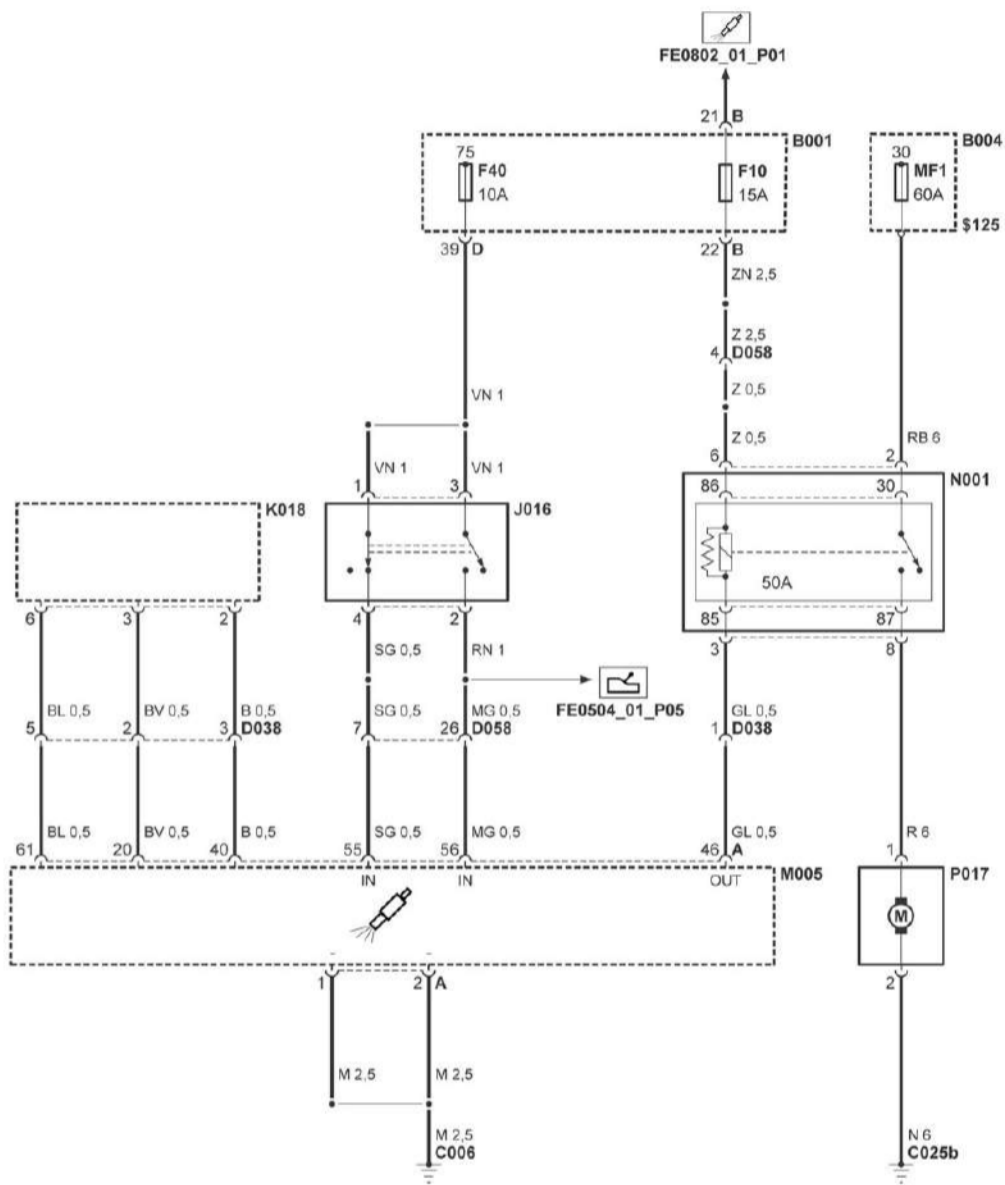 FE0802_01_P01
21 B
B001
B004
75
F40
10A
F10
15A
30
MF1
60A
$125
39 D
22 B
ZN 2,5
Z 2.5
4 D058
Z 0,5
VN 1
Z 0,5
RB 6
VN 1
VN 1
6
2
1
3
N001
86
30
K018
J016
50A
6
3
2
4
2
85
87
SG 0,5
RN 1
3
8
FE0504_01_P05
BL 0,5
BV 0,5
B 0,5
SG 0,5
MG 0,5
GL 0,5
5
2
3 D038
7
26 D058
1 D038
BL 0,5
BV 0,5
B 0,5
SG 0,5
MG 0,5
GL 0,5
R 6
61
20
40
55
56
46 A
1
IN
IN
OUT
M005
P017
M
1
2 A
2
M 2,5
M 2,5
M 2,5
C006
N 6
C025b